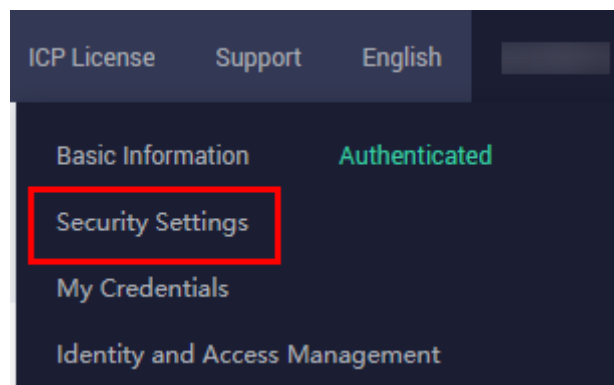 ICP License Support English
Basic Information Authenticated
Security Settings
My Credentials
Identity and Access Management